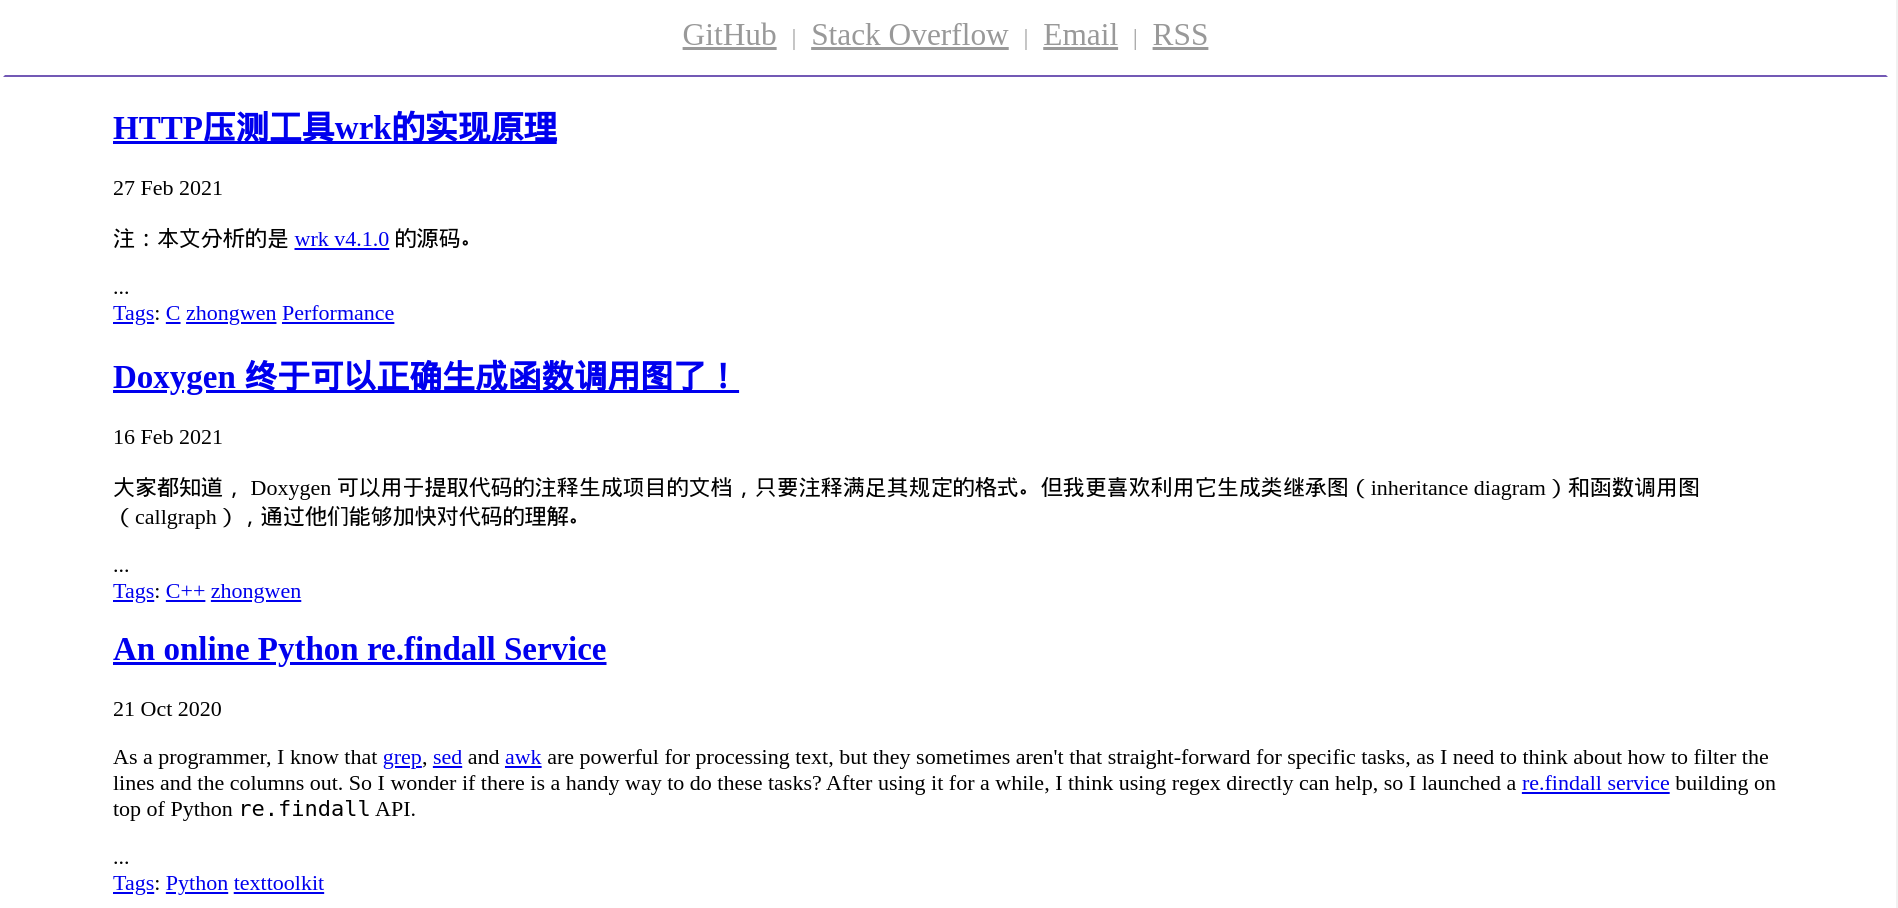 GitHub | Stack Overflow | Email | RSS
HTTP压测工具wrk的实现原理
27 Feb 2021
注：本文分析的是 wrk v4.1.0 的源码。
...
Tags: C zhongwen Performance
Doxygen 终于可以正确生成函数调用图了！
16 Feb 2021
大家都知道， Doxygen 可以用于提取代码的注释生成项目的文档，只要注释满足其规定的格式。但我更喜欢利用它生成类继承图（inheritance diagram）和函数调用图
（callgraph），通过他们能够加快对代码的理解。
...
Tags: C++ zhongwen
An online Python re.findall Service
21 Oct 2020
As a programmer, I know that grep, sed and awk are powerful for processing text, but they sometimes aren't that straight-forward for specific tasks, as I need to think about how to filter the
lines and the columns out. So I wonder if there is a handy way to do these tasks? After using it for a while, I think using regex directly can help, so I launched a re.findall service building on
top of Python re.findall API.
...
Tags: Python texttoolkit